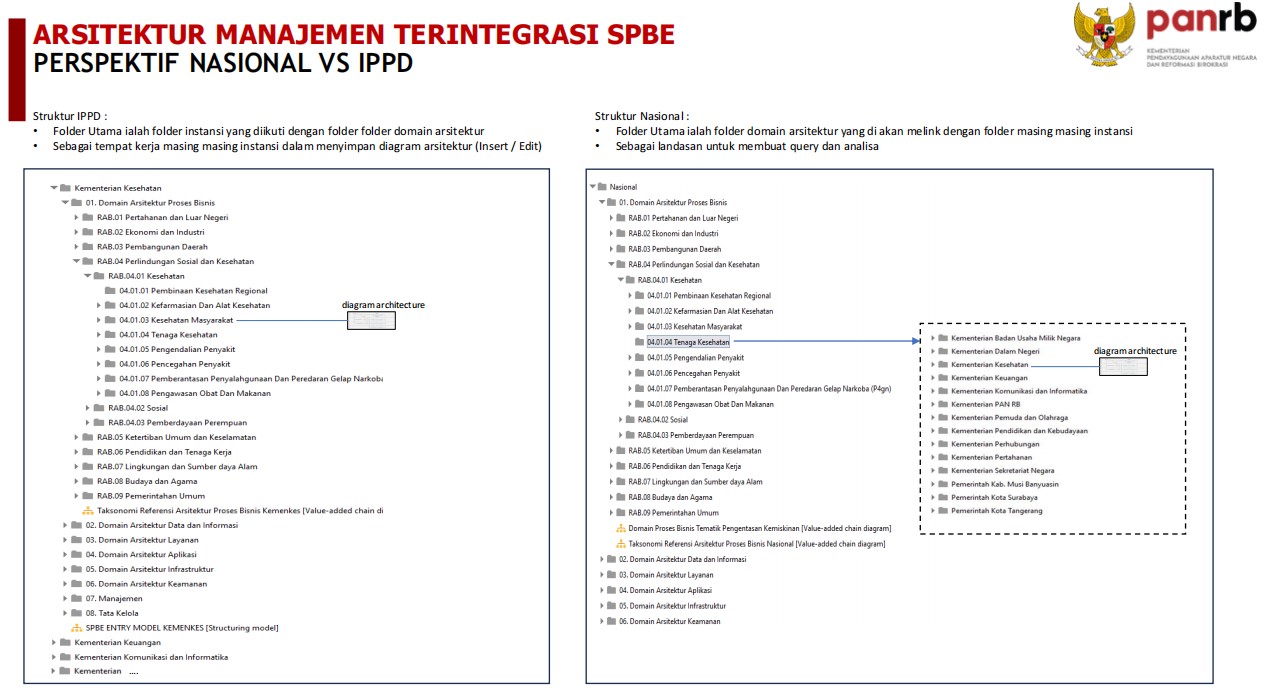 ARSITEKTUR MANAJEMEN TERINTEGRASI SPBE
PERSPEKTIF NASIONAL VS IPPD
panrb
KEMENTERIAN
PENDAYAGUNAAN APARATUR NEGARA
DAN REFORMASI BIROKRASI
Struktur IPPD :
• Folder Utama ialah folder instansi yang diikuti dengan folder folder domain arsitektur
• Sebagai tempat kerja masing masing instansi dalam menyimpan diagram arsitektur (Insert / Edit)
Kementerian Kesehatan
01. Domain Arsitektur Proses Bisnis
RAB.01 Pertahanan dan Luar Negeri
RAB.02 Ekonomi dan Industri
RAB.03 Pembangunan Daerah
RAB.04 Perlindungan Sosial dan Kesehatan
RAB.04.01 Kesehatan
04.01.01 Pembinaan Kesehatan Regional
04.01.02 Kefarmasian Dan Alat Kesehatan
04.01.03 Kesehatan Masyarakat
diagram architecture
04.01.04 Tenaga Kesehatan
04.01.05 Pengendalian Penyakit
04.01.06 Pencegahan Penyakit
04.01.07 Pemberantasan Penyalahgunaan Dan Peredaran Gelap Narkoba
04.01.08 Pengawasan Obat Dan Makanan
RAB.04.02 Sosial
RAB.04.03 Pemberdayaan Perempuan
RAB.05 Ketertiban Umum dan Keselamatan
RAB.06 Pendidikan dan Tenaga Kerja
RAB.07 Lingkungan dan Sumber daya Alam
RAB.08 Budaya dan Agama
RAB.09 Pemerintahan Umum
Taksonomi Referensi Arsitektur Proses Bisnis Kemenkes [Value-added chain di
02. Domain Arsitektur Data dan Informasi
03. Domain Arsitektur Layanan
04. Domain Arsitektur Aplikasi
05. Domain Arsitektur Infrastruktur
06. Domain Arsitektur Keamanan
07. Manajemen
08. Tata Kelola
SPBE ENTRY MODEL KEMENKES [Structuring model]
Kementerian Keuangan
Kementerian Komunikasi dan Informatika
Kementerian ....
Struktur Nasional :
• Folder Utama ialah folder domain arsitektur yang di akan melink dengan folder masing masing instansi
• Sebagai landasan untuk membuat query dan analisa
Nasional
01. Domain Arsitektur Proses Bisnis
RAB.01 Pertahanan dan Luar Negeri
RAB.02 Ekonomi dan Industri
RAB.03 Pembangunan Daerah
RAB.04 Perlindungan Sosial dan Kesehatan
RAB.04.01 Kesehatan
04.01.01 Pembinaan Kesehatan Regional
04.01.02 Kefarmasian Dan Alat Kesehatan
04.01.03 Kesehatan Masyarakat
04.01.04 Tenaga Kesehatan
04.01.05 Pengendalian Penyakit
04.01.06 Pencegahan Penyakit
04.01.07 Pemberantasan Penyalahgunaan Dan Peredaran Gelap Narkoba (P4gn)
04.01.08 Pengawasan Obat Dan Makanan
RAB.04.02 Sosial
RAB.04.03 Pemberdayaan Perempuan
RAB.05 Ketertiban Umum dan Keselamatan
RAB.06 Pendidikan dan Tenaga Kerja
RAB.07 Lingkungan dan Sumber daya Alam
RAB.08 Budaya dan Agama
RAB.09 Pemerintahan Umum
Domain Proses Bisnis Tematik Pengentasan Kemiskinan [Value-added chain diagram]
Taksonomi Referensi Arsitektur Proses Bisnis Nasional [Value-added chain diagram]
02. Domain Arsitektur Data dan Informasi
03. Domain Arsitektur Layanan
04. Domain Arsitektur Aplikasi
05. Domain Arsitektur Infrastruktur
06. Domain Arsitektur Keamanan
Kementerian Badan Usaha Milik Negara
Kementerian Dalam Negeri
diagram architecture
Kementerian Kesehatan
Kementerian Keuangan
Kementerian Komunikasi dan Informatika
Kementerian PAN RB
Kementerian Pemuda dan Olahraga
Kementerian Pendidikan dan Kebudayaan
Kementerian Perhubungan
Kementerian Pertahanan
Kementerian Sekretariat Negara
Pemerintah Kab. Musi Banyuasin
Pemerintah Kota Surabaya
Pemerintah Kota Tangerang